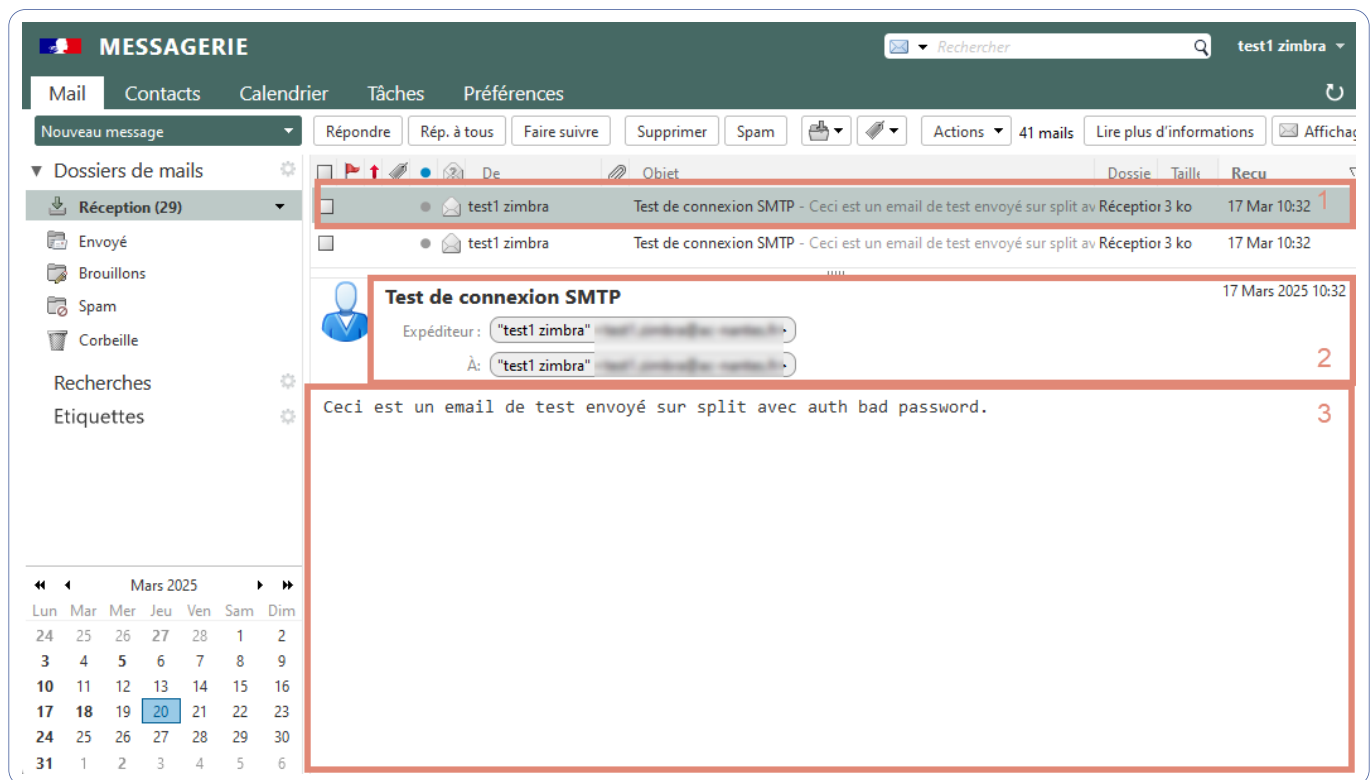 MESSAGERIE
Rechercher
test1 zimbra
Mail Contacts Calendrier Tâches Préférences
Nouveau message Répondre Rép. à tous Faire suivre Supprimer Spam Actions 41 mails Lire plus d'informations Affichag
Dossiers de mails
De Objet Dossie Taille Reçu
Réception (29)
test1 zimbra Test de connexion SMTP - Ceci est un email de test envoyé sur split av Réception 3 ko 17 Mar 10:32 1
Envoyé
test1 zimbra Test de connexion SMTP - Ceci est un email de test envoyé sur split av Réception 3 ko 17 Mar 10:32
Brouillons
Spam
Corbeille
Recherches
Etiquettes
Test de connexion SMTP 17 Mars 2025 10:32
Expéditeur : "test1 zimbra"
À: "test1 zimbra"
2
Ceci est un email de test envoyé sur split avec auth bad password.
3
Mars 2025
Lun Mar Mer Jeu Ven Sam Dim
24 25 26 27 28 1 2
3 4 5 6 7 8 9
10 11 12 13 14 15 16
17 18 19 20 21 22 23
24 25 26 27 28 29 30
31 1 2 3 4 5 6